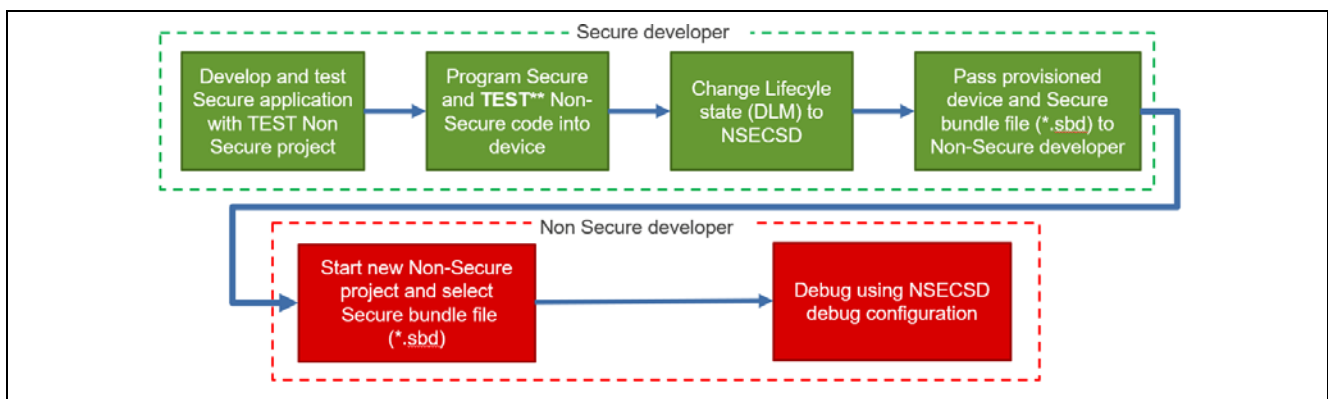 Secure developer
Develop and test
Secure application
with TEST Non
Secure project
Program Secure
and TEST** Non-
Secure code into
device
Change Lifecyle
state (DLM) to
NSECSD
Pass provisioned
device and Secure
bundle file (*.sbd) to
Non-Secure developer
Non Secure developer
Start new Non-Secure
project and select
Secure bundle file
(*.sbd)
Debug using NSECSD
debug configuration